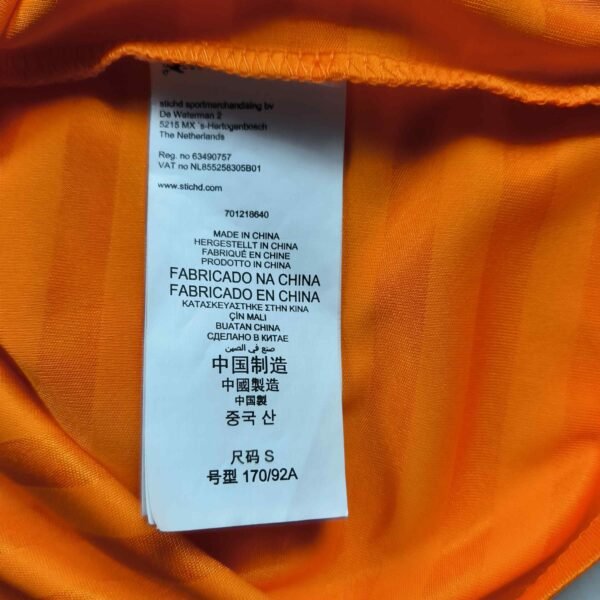 stichd sportmerchandising bv
De Waterman 2
5215 MX 's-Hertogenbosch
The Netherlands
Reg. no 63490757
VAT no NL855258305B01
www.stichd.com
701218640
MADE IN CHINA
HERGESTELLT IN CHINA
FABRIQUÉ EN CHINE
PRODOTTO IN CHINA
FABRICADO NA CHINA
FABRICADO EN CHINA
ΚΑΤΑΣΚΕΥΑΣΤΗΚΕ ΣΤΗΝ ΚΙΝΑ
ÇİN MALI
BUATAN CHINA
СДЕЛАНО В КИТАЕ
صنع في الصين
中国制造
中國製造
中国製
중국 산
尺码 S
号型 170/92A